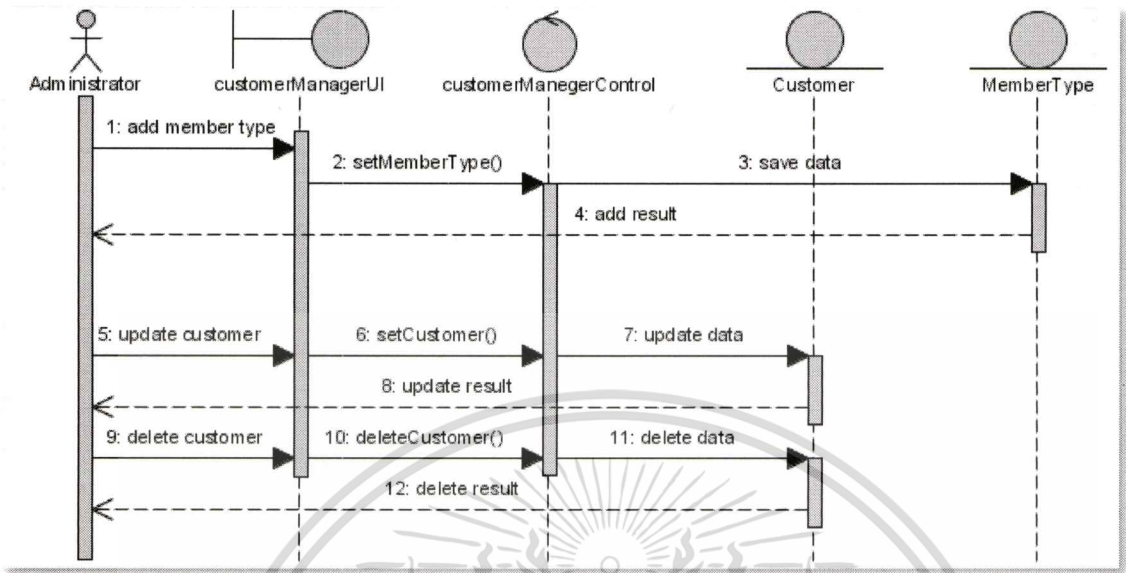 Administrator
customerManagerUI
customerManegerControl
Customer
MemberType
1: add member type
2: setMemberType()
3: save data
4: add result
5: update customer
6: setCustomer()
7: update data
8: update result
9: delete customer
10: deleteCustomer()
11: delete data
12: delete result